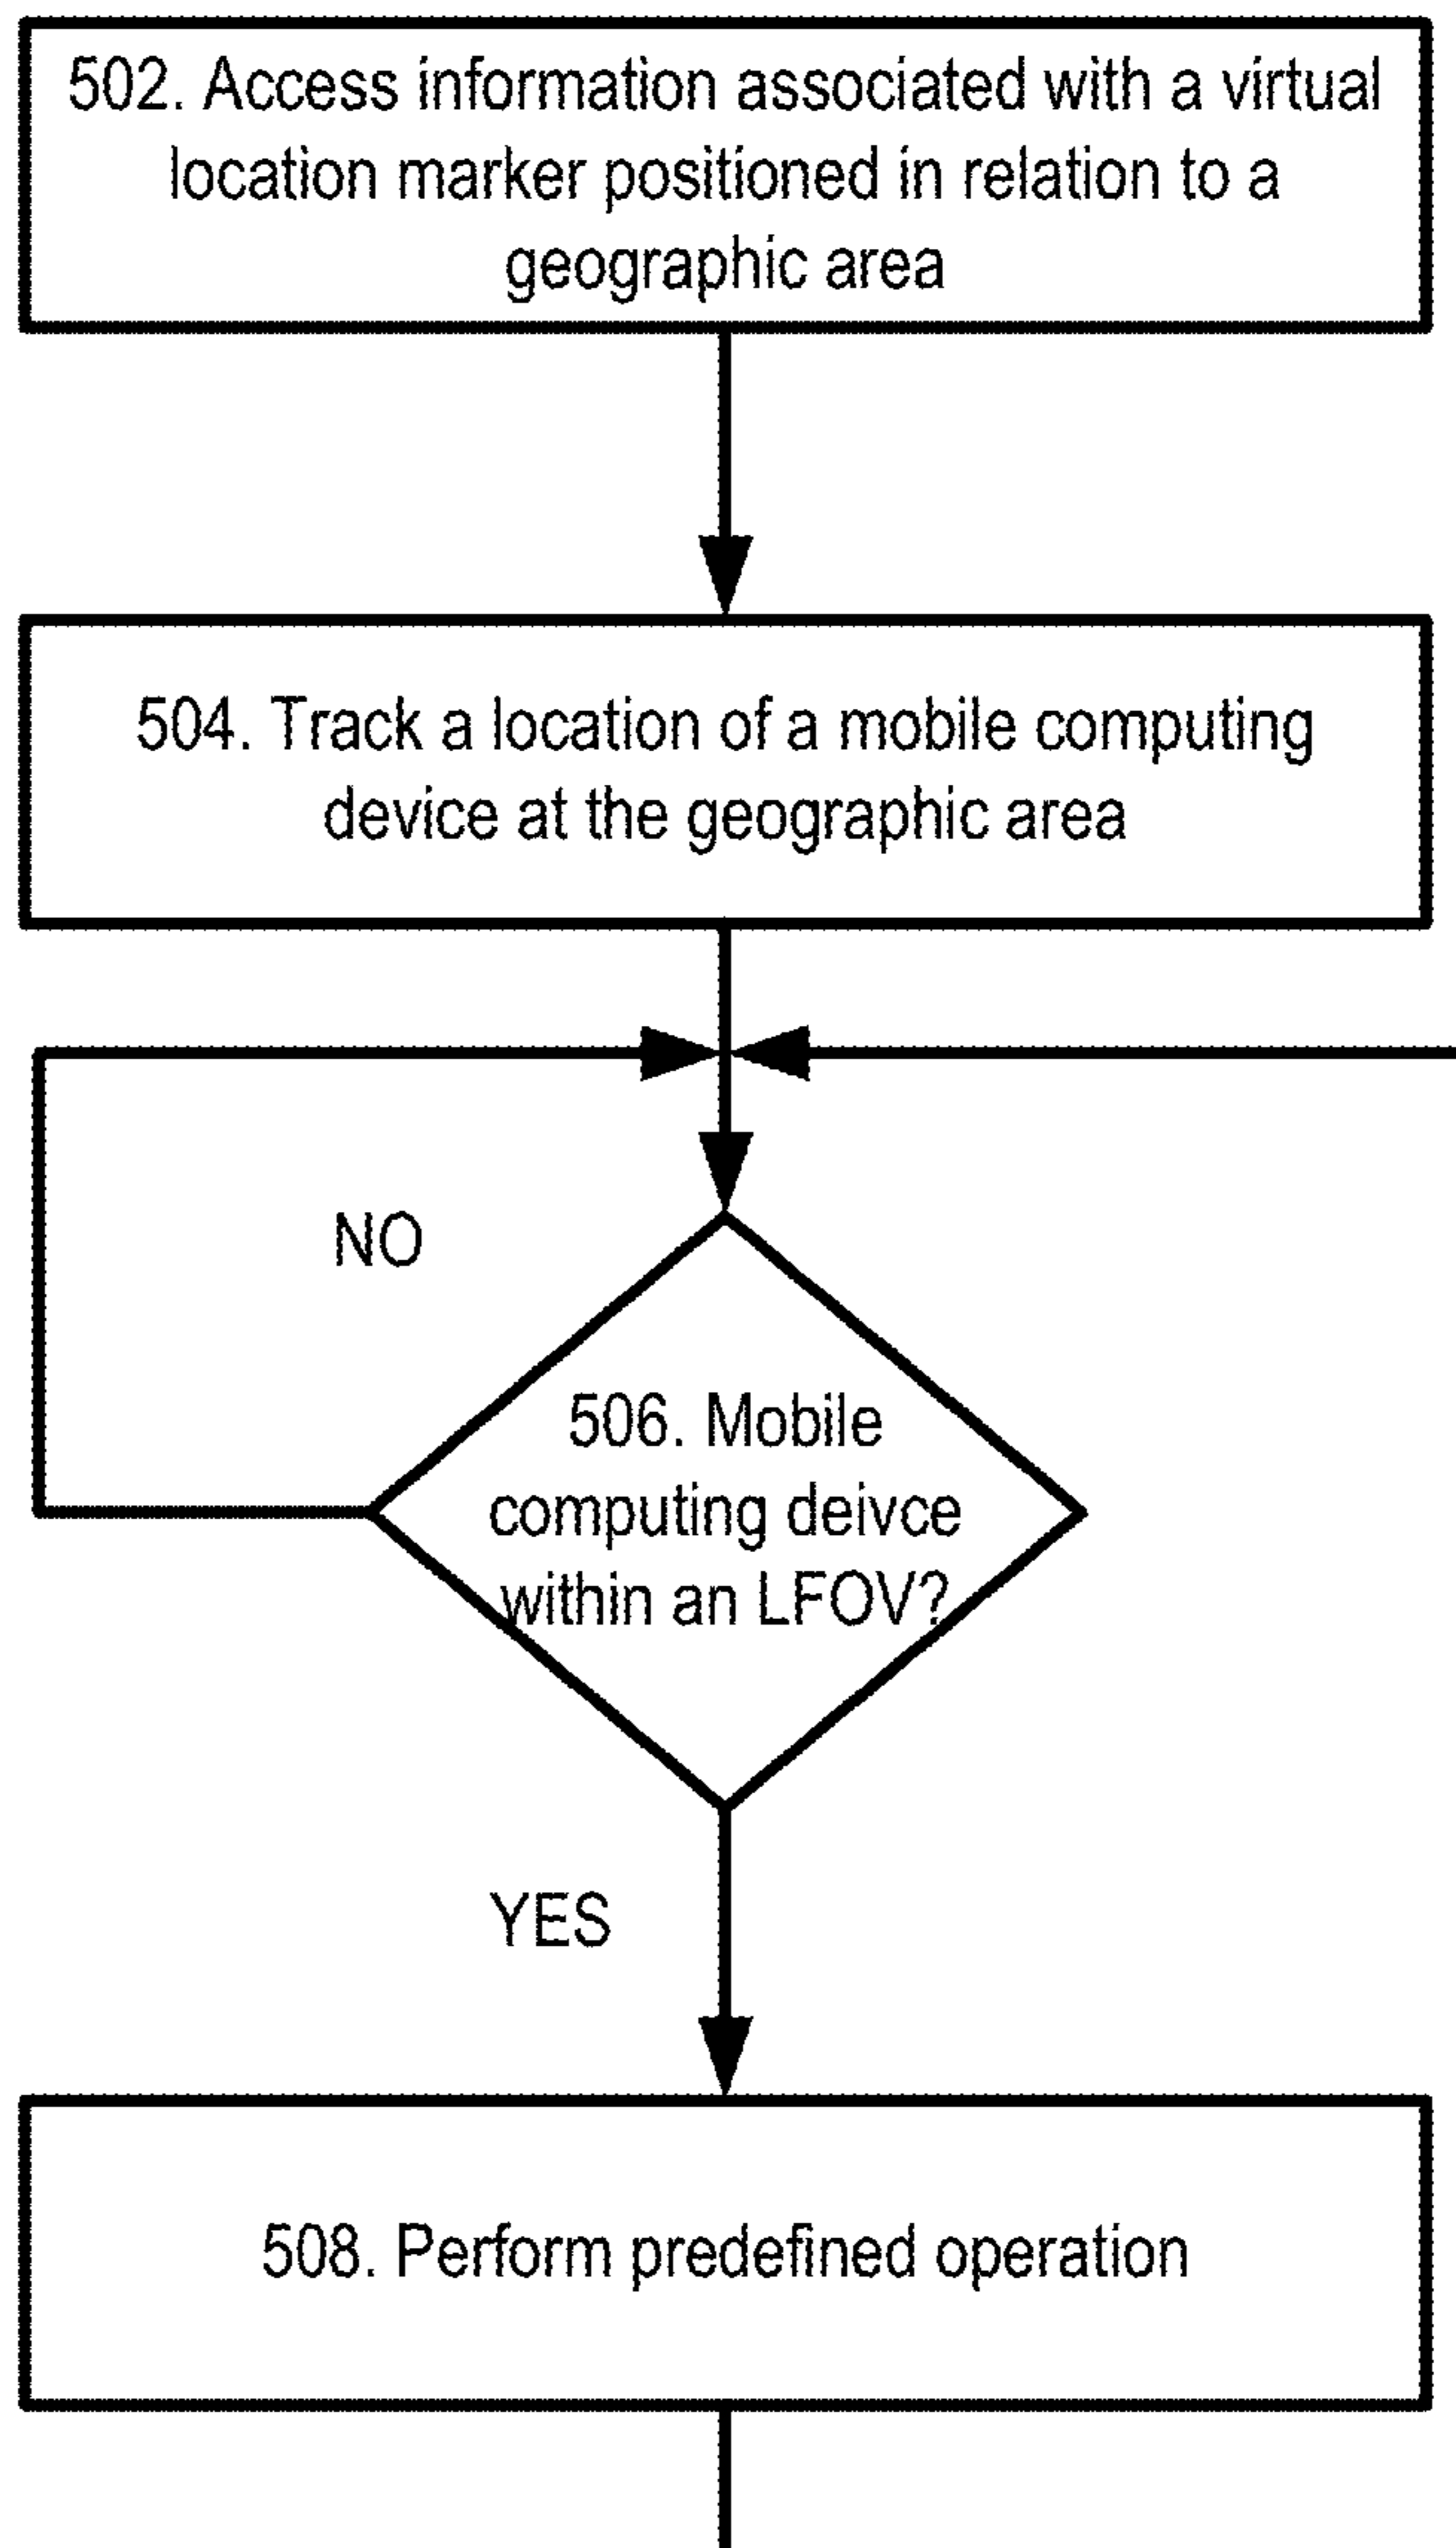 502. Access information associated with a virtual
location marker positioned in relation to a
geographic area
504. Track a location of a mobile computing
device at the geographic area
NO
506. Mobile
computing deivce
within an LFOV?
YES
508. Perform predefined operation